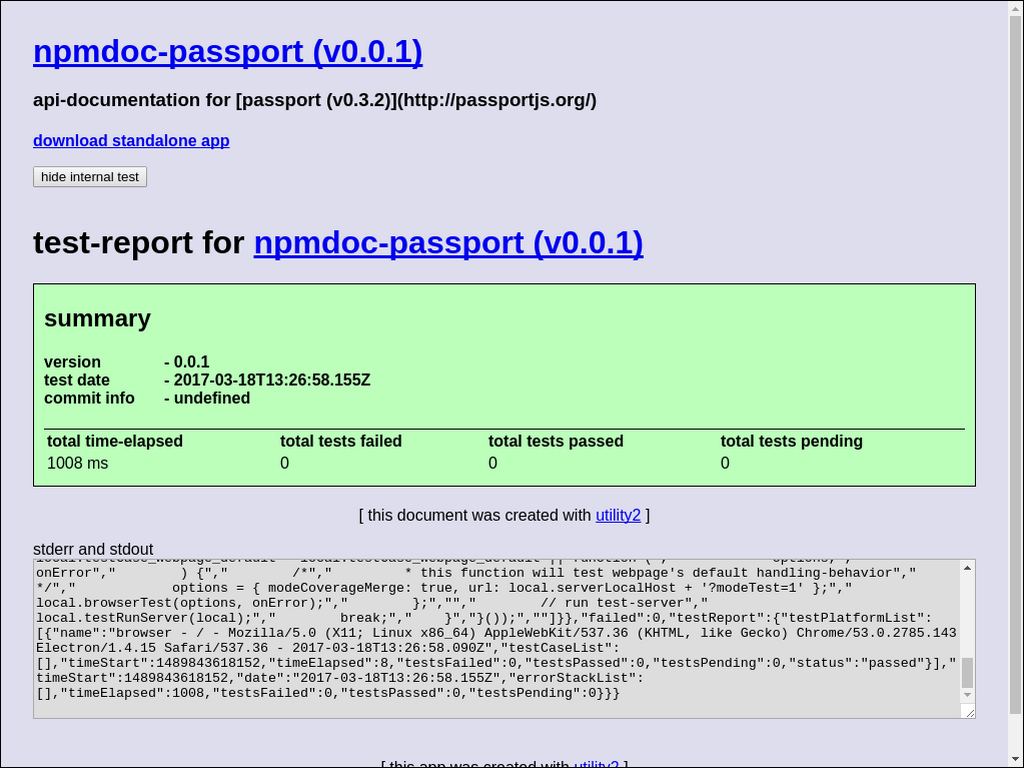 npmdoc-passport (v0.0.1)
api-documentation for [passport (v0.3.2)](http://passportjs.org/)
download standalone app
hide internal test
test-report for npmdoc-passport (v0.0.1)
summary
version - 0.0.1
test date - 2017-03-18T13:26:58.155Z
commit info - undefined
total time-elapsed total tests failed total tests passed total tests pending
1008 ms 0 0 0
[ this document was created with utility2 ]
stderr and stdout
local.testCase_webpage_default = local.testCase_webpage_default || function (","            options,","
onError","        ) {","        /*","         * this function will test webpage's default handling-behavior","
*/","            options = { modeCoverageMerge: true, url: local.serverLocalHost + '?modeTest=1' };","
local.browserTest(options, onError);","        };","","        // run test-server","
local.testRunServer(local);","        break;","    }","}());",""]}},"failed":0,"testReport":{"testPlatformList":
[{"name":"browser - / - Mozilla/5.0 (X11; Linux x86_64) AppleWebKit/537.36 (KHTML, like Gecko) Chrome/53.0.2785.143
Electron/1.4.15 Safari/537.36 - 2017-03-18T13:26:58.090Z","testCaseList":
[],"timeStart":1489843618152,"timeElapsed":8,"testsFailed":0,"testsPassed":0,"testsPending":0,"status":"passed"}],"
timeStart":1489843618152,"date":"2017-03-18T13:26:58.155Z","errorStackList":
[],"timeElapsed":1008,"testsFailed":0,"testsPassed":0,"testsPending":0}}}
[ this app was created with utility2 ]